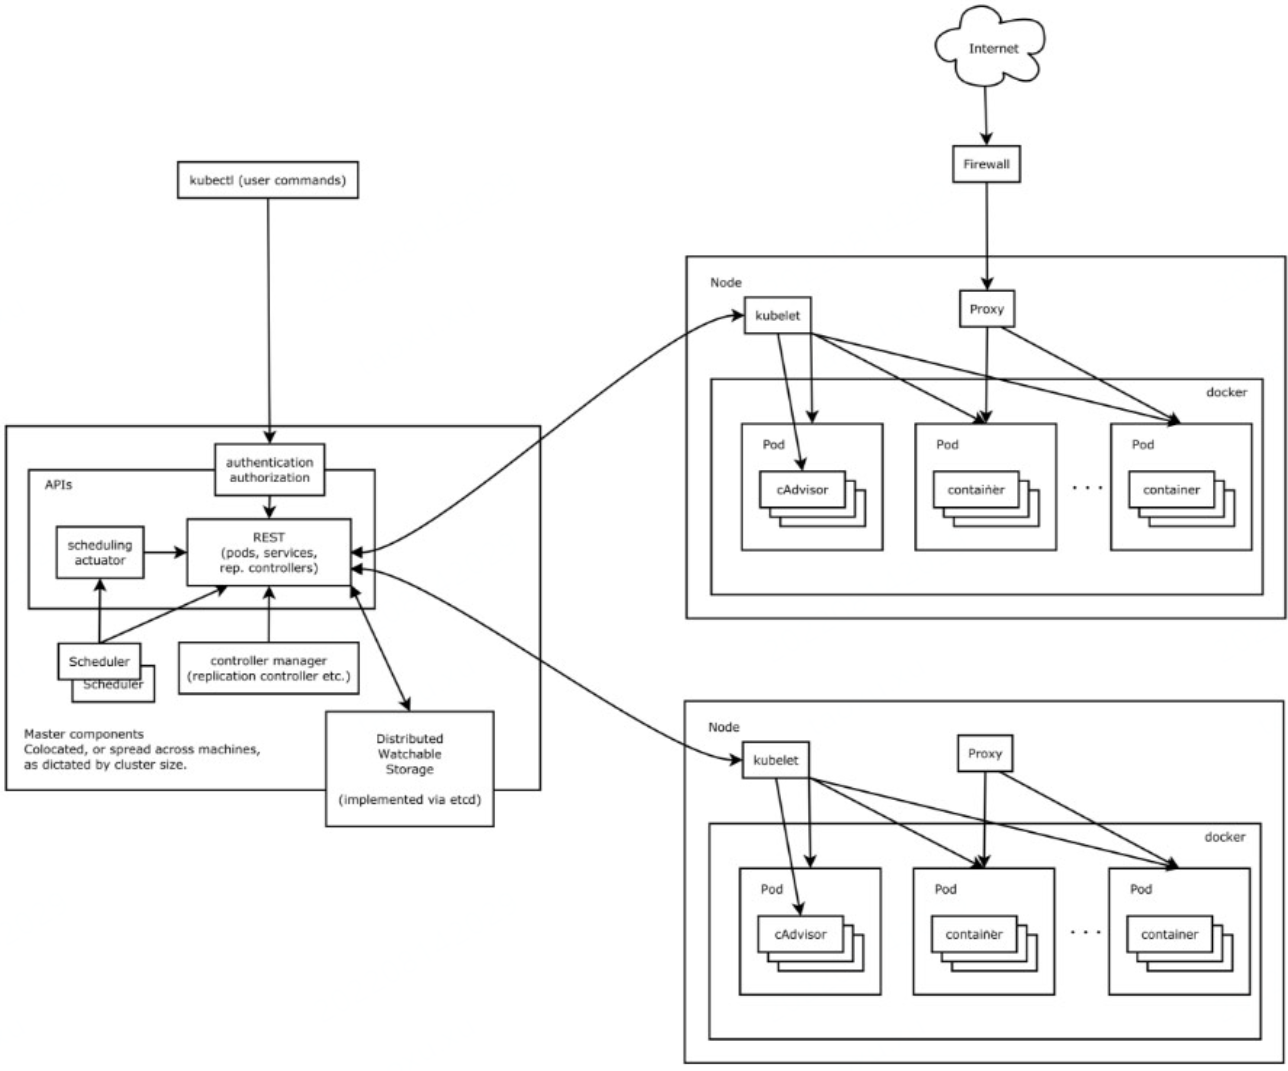 Internet
Firewall
kubectl (user commands)
Node
kubelet
Proxy
docker
Pod
cAdvisor
Pod
container
. . .
Pod
container
authentication
authorization
APIs
REST
(pods, services,
rep. controllers)
scheduling
actuator
Scheduler
Scheduler
controller manager
(replication controller etc.)
Master components
Colocated, or spread across machines,
as dictated by cluster size.
Distributed
Watchable
Storage
(implemented via etcd)
Node
kubelet
Proxy
docker
Pod
cAdvisor
Pod
container
. . .
Pod
container